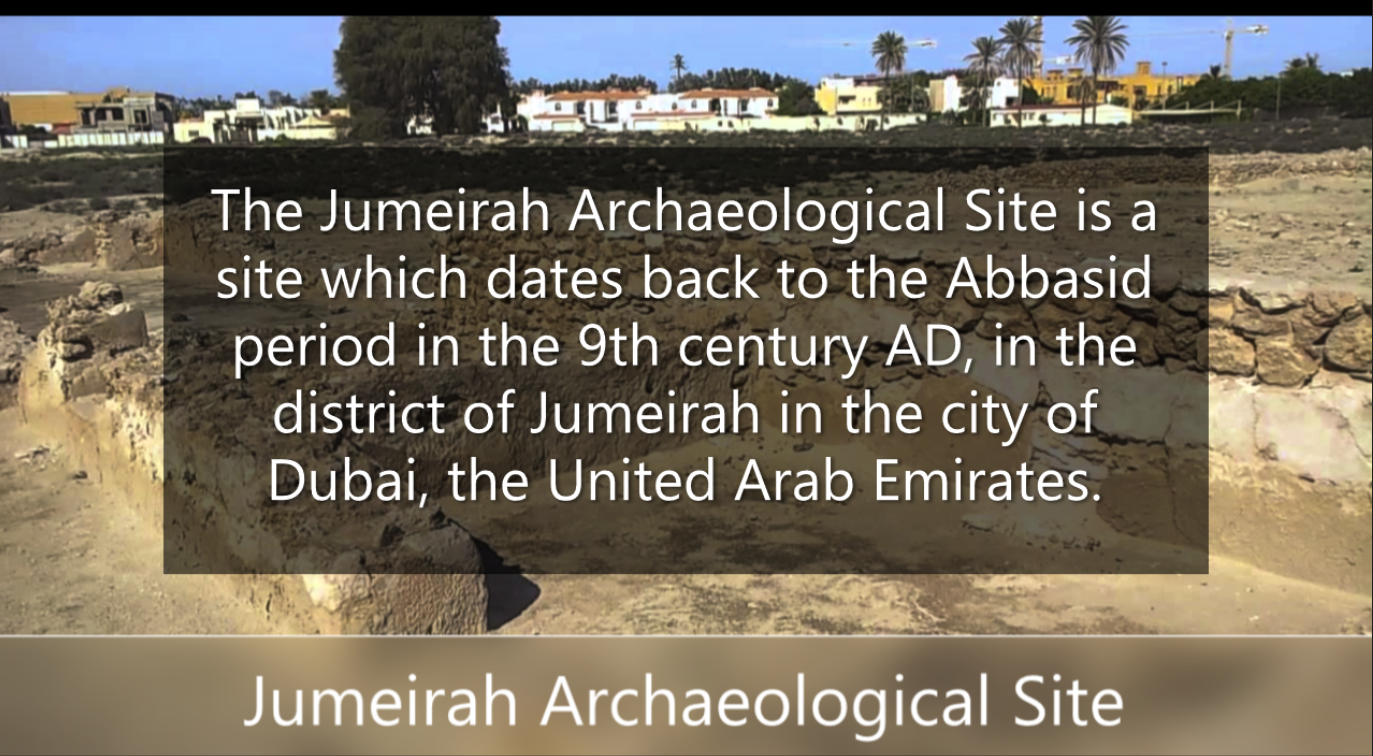 The Jumeirah Archaeological Site is a
site which dates back to the Abbasid
period in the 9th century AD, in the
district of Jumeirah in the city of
Dubai, the United Arab Emirates.
Jumeirah Archaeological Site